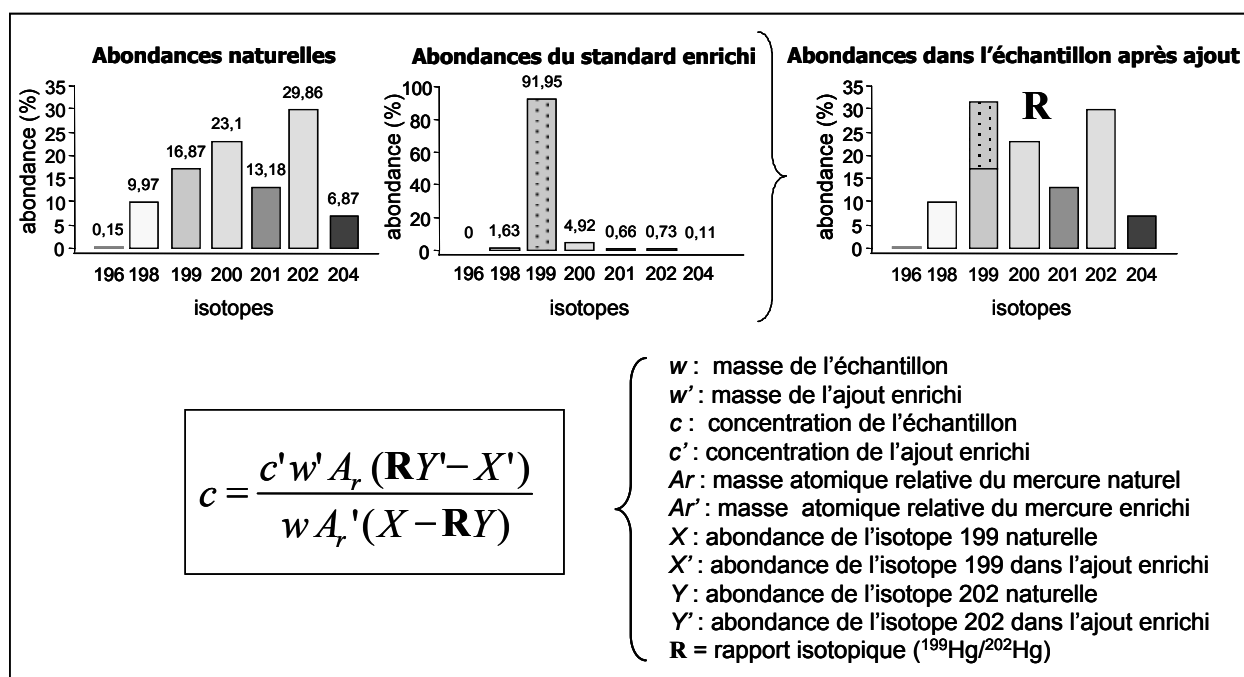 Abondances naturelles
abondance (%)
35
30
25
20
15
10
5
0
0,15
9,97
16,87
23,1
13,18
29,86
6,87
196 198 199 200 201 202 204
isotopes
Abondances du standard enrichi
abondance (%)
100
80
60
40
20
0
0
1,63
91,95
4,92
0,66
0,73
0,11
196 198 199 200 201 202 204
isotopes
Abondances dans l'échantillon après ajout
abondance (%)
35
30
25
20
15
10
5
0
R
196 198 199 200 201 202 204
isotopes
c = c' w' A_r (RY'− X') / w A_r '(X − RY)
w : masse de l'échantillon
w' : masse de l'ajout enrichi
c : concentration de l'échantillon
c' : concentration de l'ajout enrichi
Ar : masse atomique relative du mercure naturel
Ar' : masse atomique relative du mercure enrichi
X : abondance de l'isotope 199 naturelle
X' : abondance de l'isotope 199 dans l'ajout enrichi
Y : abondance de l'isotope 202 naturelle
Y' : abondance de l'isotope 202 dans l'ajout enrichi
R = rapport isotopique (¹⁹⁹Hg/²⁰²Hg)